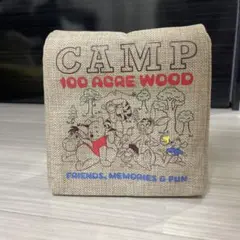 CAMP
100 ACRE WOOD
FRIENDS, MEMORIES & FUN